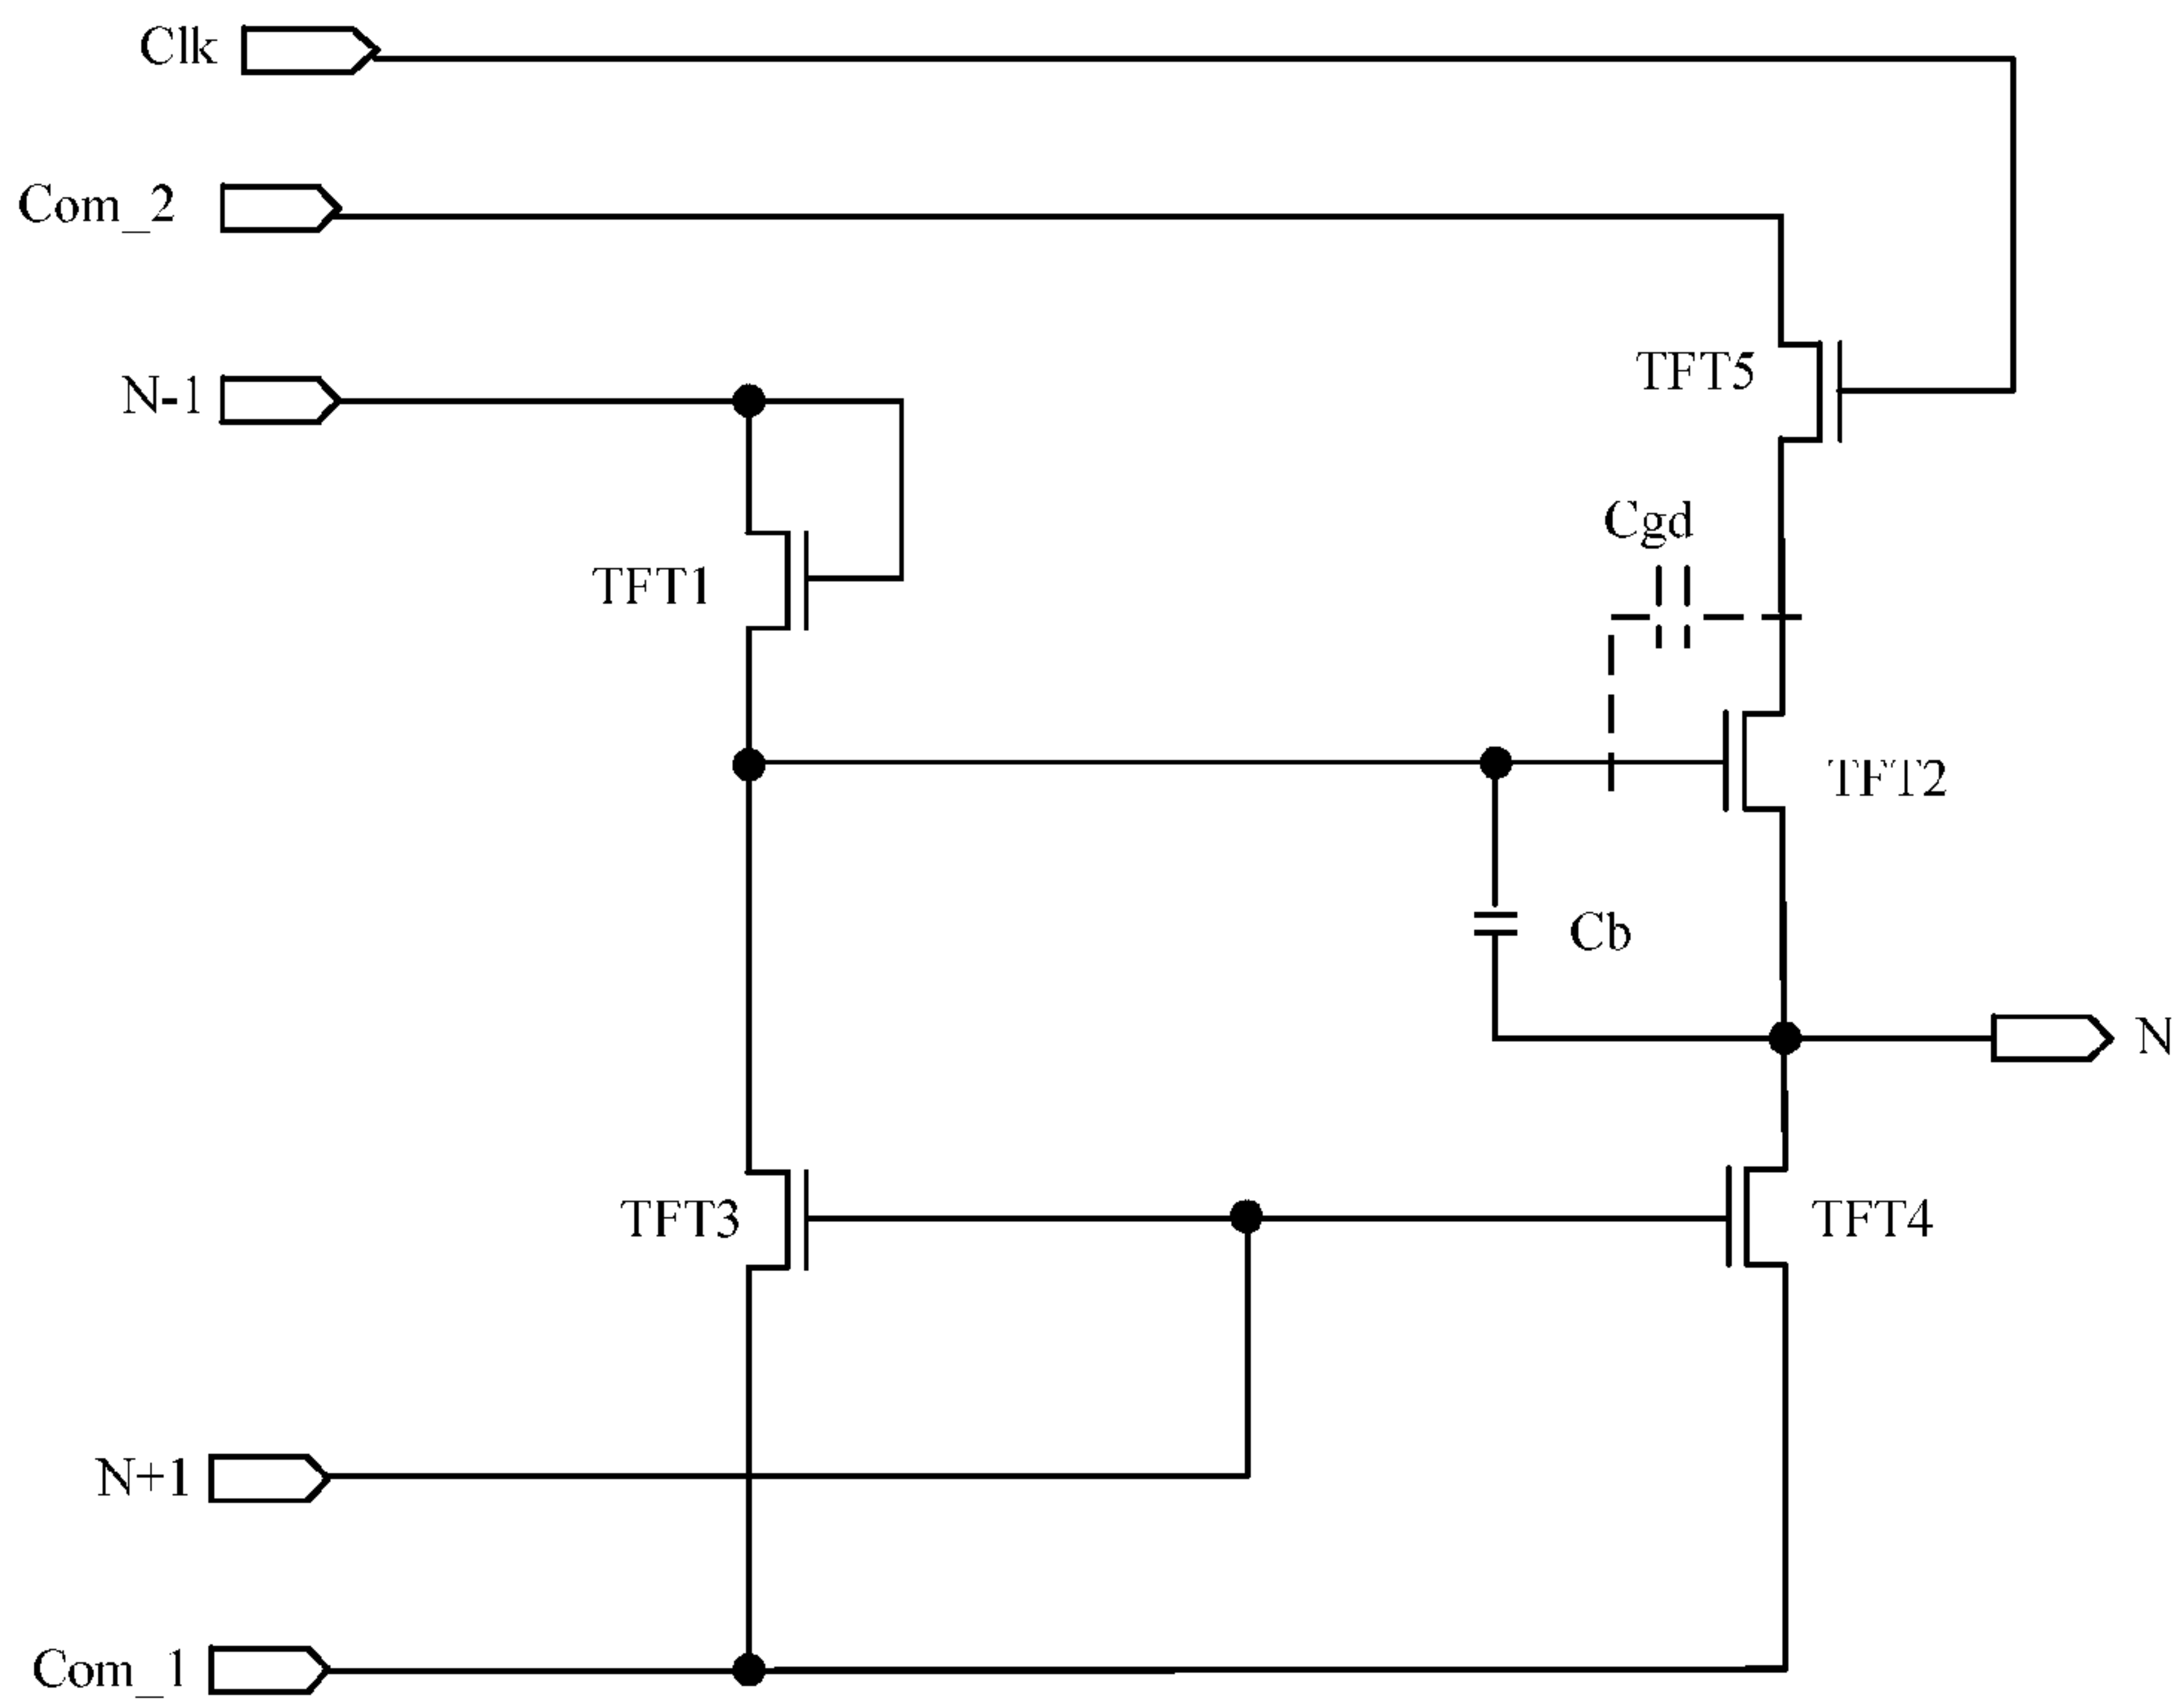 Clk
Com_2
N-1
TFT5
Cgd
TFT1
TFT2
Cb
N
TFT3
TFT4
N+1
Com_1